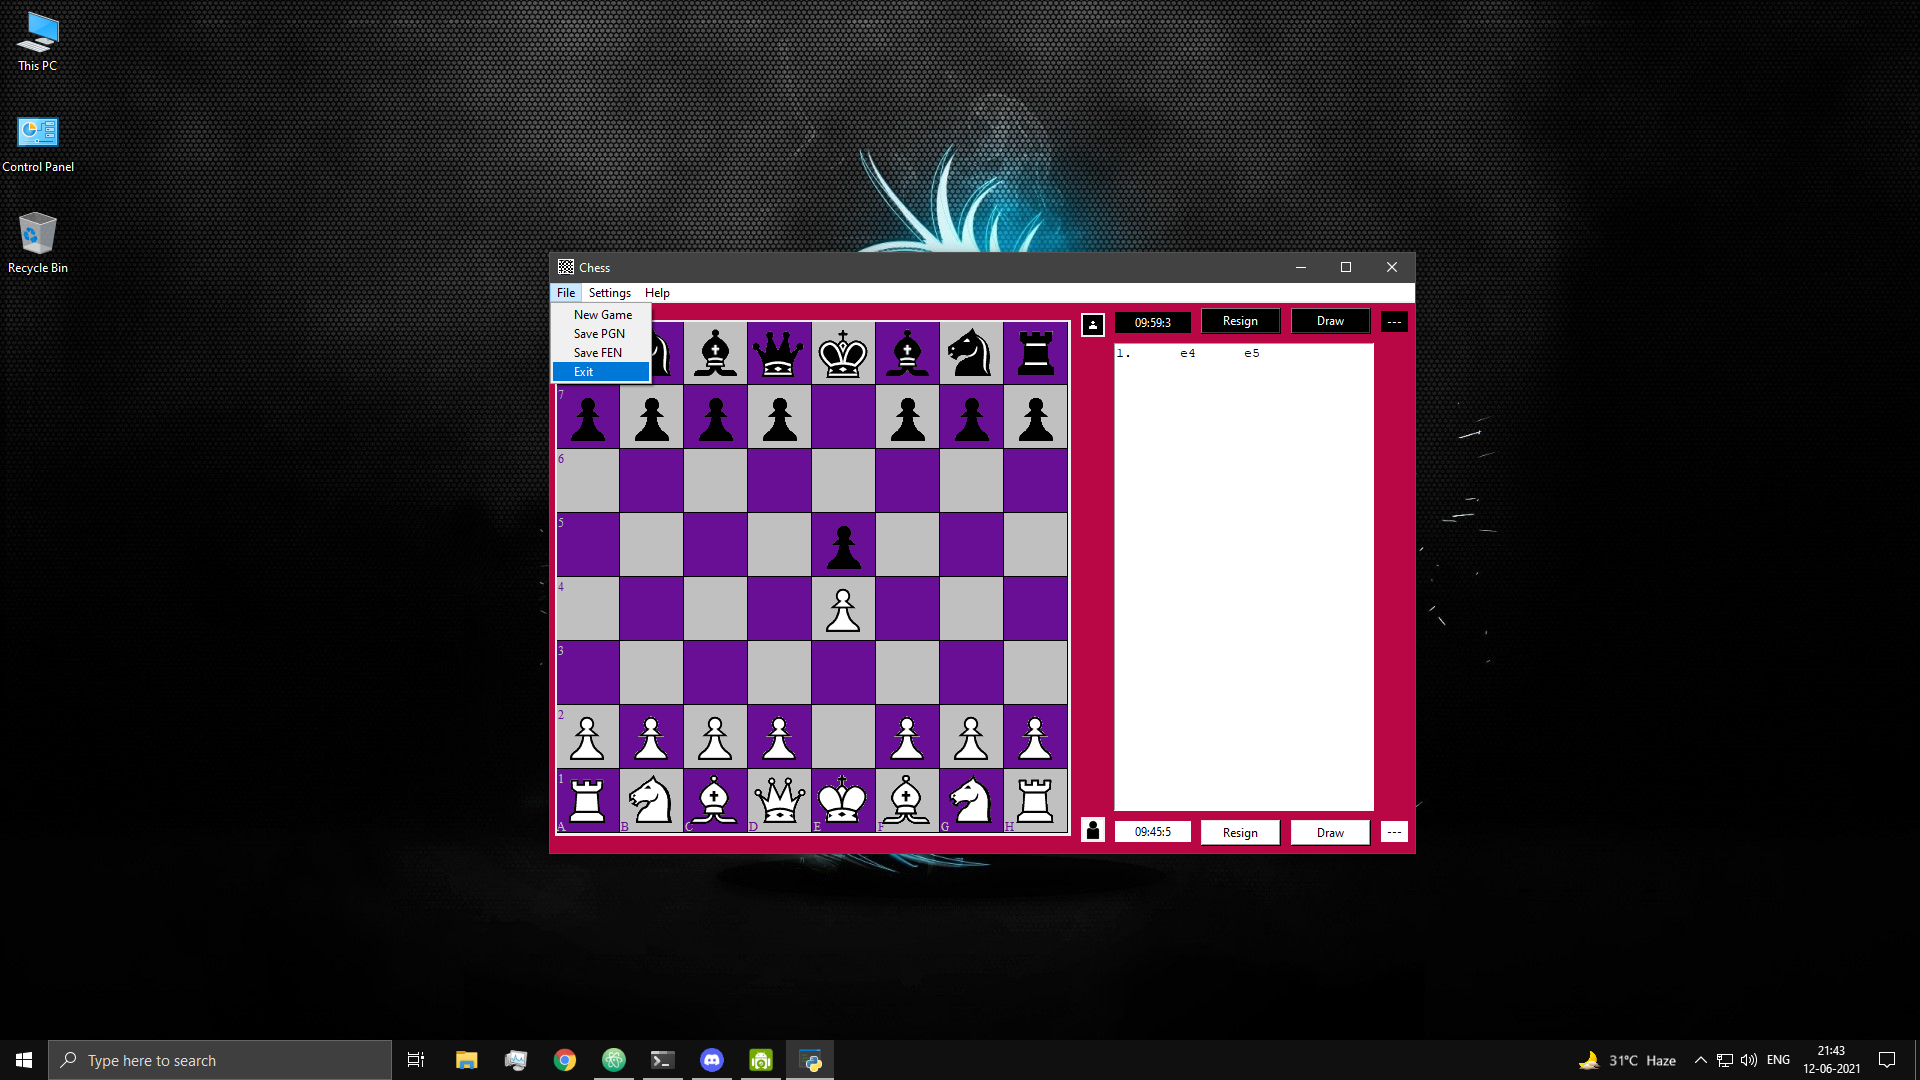 This PC
Control Panel
Recycle Bin
Chess
File Settings Help
New Game
Save PGN
Save FEN
Exit
09:59:3 Resign Draw ---
1. e4 e5
7
6
5
4
3
2
1
A B C D E F G H
09:45:5 Resign Draw ---
Type here to search
31°C Haze
ENG
21:43
12-06-2021